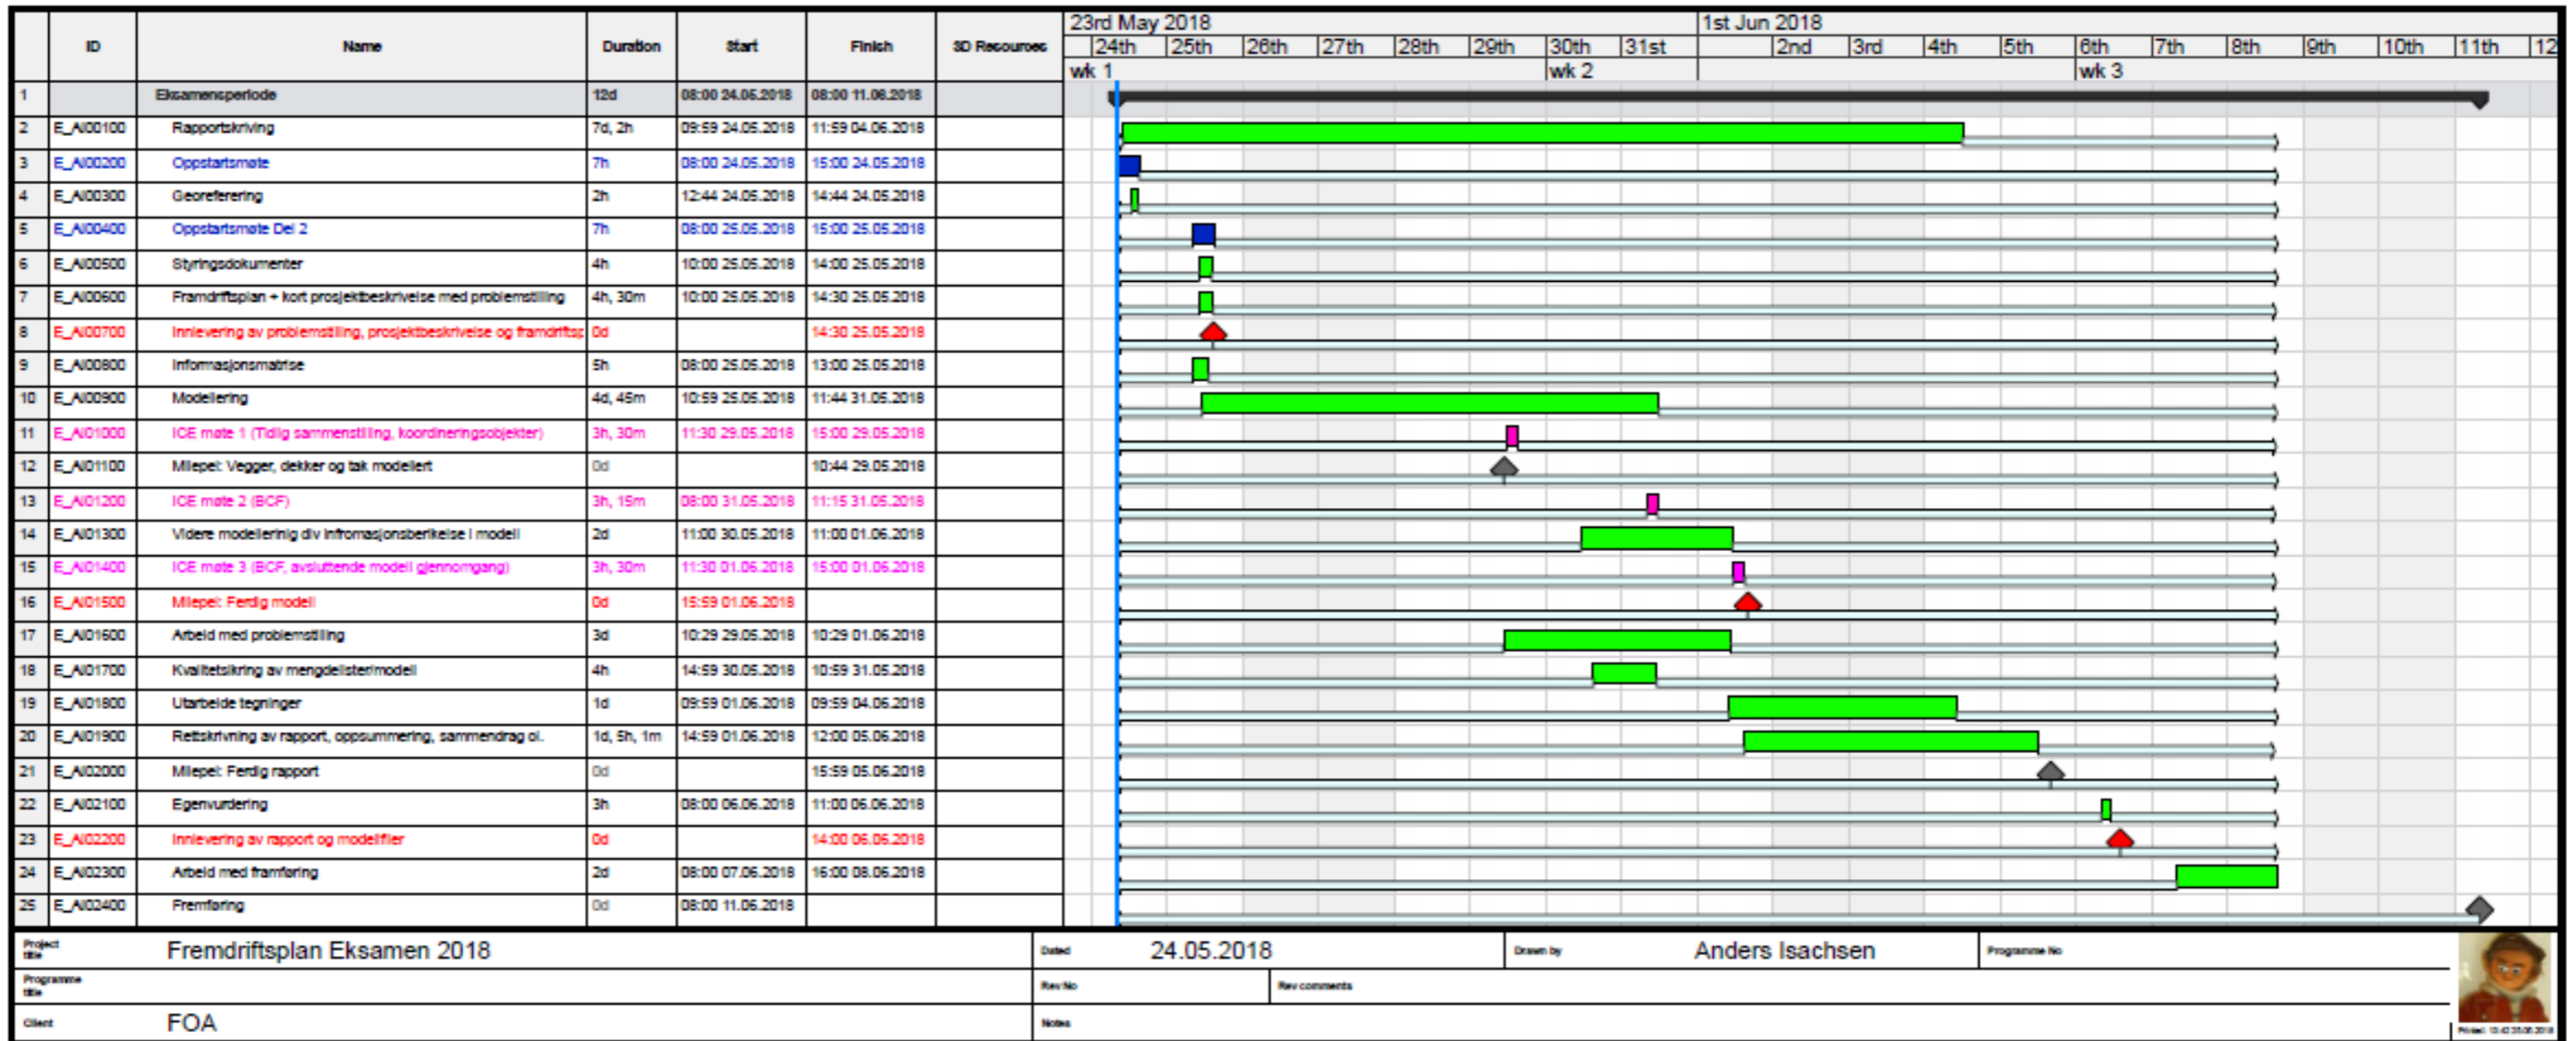 23rd May 2018 1st Jun 2018
ID Name Duration Start Finish 3D Resources 24th 25th 26th 27th 28th 29th 30th 31st 2nd 3rd 4th 5th 6th 7th 8th 9th 10th 11th 12
wk 1 wk 2 wk 3
1 Eksamensperiode 12d 08:00 24.05.2018 08:00 11.06.2018
2 E_AI00100 Rapportskriving 7d, 2h 09:59 24.05.2018 11:59 04.06.2018
3 E_AI00200 Oppstartsmøte 7h 08:00 24.05.2018 15:00 24.05.2018
4 E_AI00300 Georeferering 2h 12:44 24.05.2018 14:44 24.05.2018
5 E_AI00400 Oppstartsmøte Del 2 7h 08:00 25.05.2018 15:00 25.05.2018
6 E_AI00500 Styringsdokumenter 4h 10:00 25.05.2018 14:00 25.05.2018
7 E_AI00600 Framdriftsplan + kort prosjektbeskrivelse med problemstilling 4h, 30m 10:00 25.05.2018 14:30 25.05.2018
8 E_AI00700 Innlevering av problemstilling, prosjektbeskrivelse og framdriftsp 0d 14:30 25.05.2018
9 E_AI00800 Informasjonsmatrise 5h 08:00 25.05.2018 13:00 25.05.2018
10 E_AI00900 Modellering 4d, 45m 10:59 25.05.2018 11:44 31.05.2018
11 E_AI01000 ICE møte 1 (Tidlig sammenstilling, koordineringsobjekter) 3h, 30m 11:30 29.05.2018 15:00 29.05.2018
12 E_AI01100 Milepel: Vegger, dekker og tak modellert 0d 10:44 29.05.2018
13 E_AI01200 ICE møte 2 (BCF) 3h, 15m 08:00 31.05.2018 11:15 31.05.2018
14 E_AI01300 Videre modellerinig div infromasjonsberikelse i modell 2d 11:00 30.05.2018 11:00 01.06.2018
15 E_AI01400 ICE møte 3 (BCF, avsluttende modell gjennomgang) 3h, 30m 11:30 01.06.2018 15:00 01.06.2018
16 E_AI01500 Milepel: Ferdig modell 0d 15:59 01.06.2018
17 E_AI01600 Arbeid med problemstilling 3d 10:29 29.05.2018 10:29 01.06.2018
18 E_AI01700 Kvalitetsikring av mengdelister/modell 4h 14:59 30.05.2018 10:59 31.05.2018
19 E_AI01800 Utarbeide tegninger 1d 09:59 01.06.2018 09:59 04.06.2018
20 E_AI01900 Rettskrivning av rapport, oppsummering, sammendrag ol. 1d, 5h, 1m 14:59 01.06.2018 12:00 05.06.2018
21 E_AI02000 Milepel: Ferdig rapport 0d 15:59 05.06.2018
22 E_AI02100 Egenvurdering 3h 08:00 06.06.2018 11:00 06.06.2018
23 E_AI02200 Innlevering av rapport og modellfiler 0d 14:00 06.06.2018
24 E_AI02300 Arbeid med framføring 2d 08:00 07.06.2018 16:00 08.06.2018
25 E_AI02400 Fremføring 0d 08:00 11.06.2018
Project title Fremdriftsplan Eksamen 2018 Dated 24.05.2018 Drawn by Anders Isachsen Programme No
Programme title Rev No Rev comments
Client FOA Notes